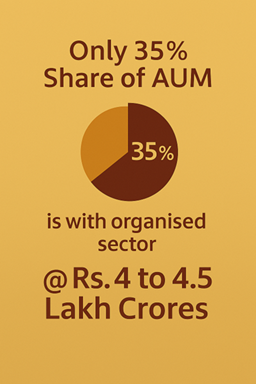 Only 35%
Share of AUM
35%
is with organised
sector
@ Rs. 4 to 4.5
Lakh Crores